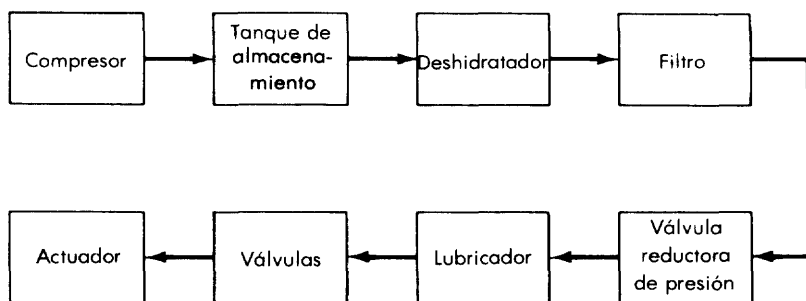 Compresor
Tanque de
almacena-
miento
Deshidratador
Filtro
Válvula
reductora
de presión
Lubricador
Válvulas
Actuador